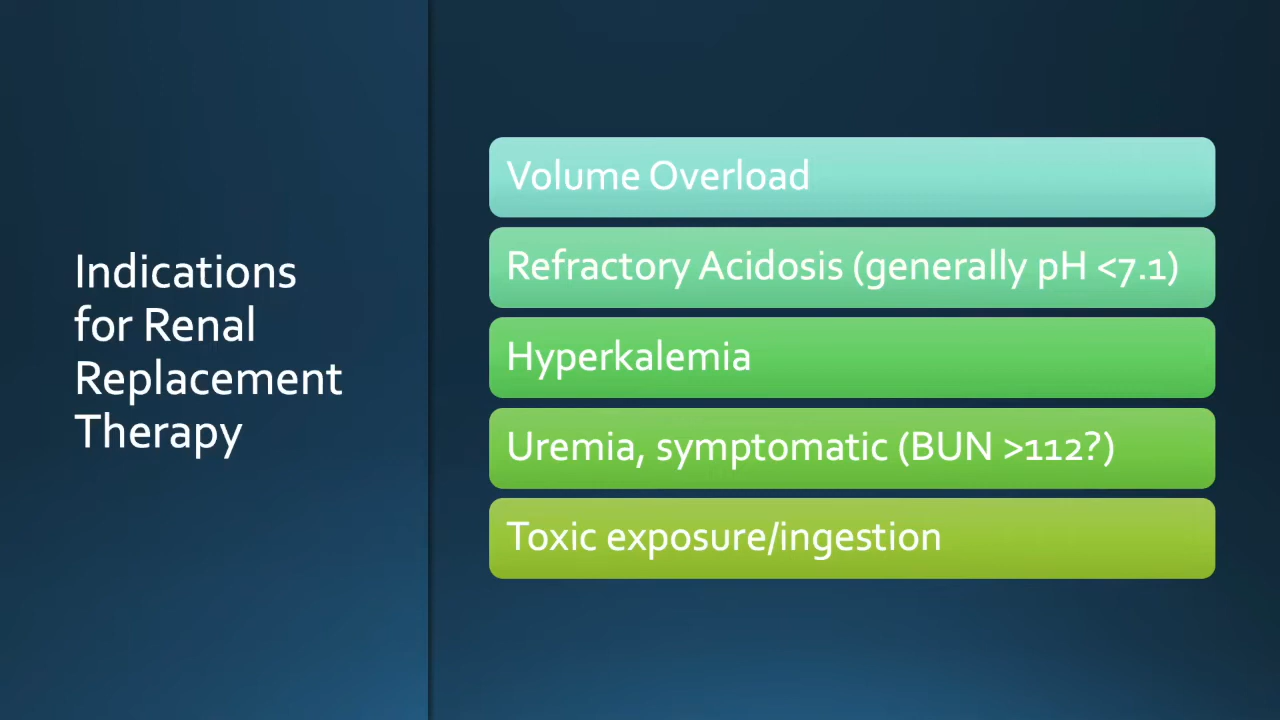 Indications
for Renal
Replacement
Therapy
Volume Overload
Refractory Acidosis (generally pH <7.1)
Hyperkalemia
Uremia, symptomatic (BUN >112?)
Toxic exposure/ingestion